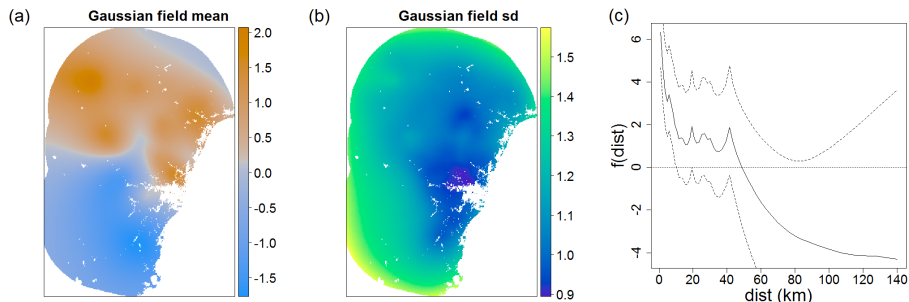 (a)
Gaussian field mean
2.0
1.5
1.0
0.5
0.0
-0.5
-1.0
-1.5
(b)
Gaussian field sd
1.5
1.4
1.3
1.2
1.1
1.0
0.9
(c)
f(dist)
6
4
2
0
-2
-4
0 20 40 60 80 100 120 140
dist (km)